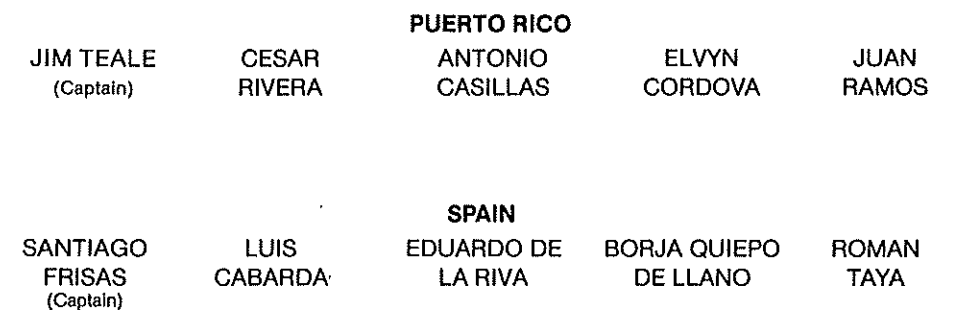 PUERTO RICO
JIM TEALE CESAR ANTONIO ELVYN JUAN
(Captain) RIVERA CASILLAS CORDOVA RAMOS
SPAIN
SANTIAGO LUIS EDUARDO DE BORJA QUIEPO ROMAN
FRISAS CABARDA LA RIVA DE LLANO TAYA
(Captain)